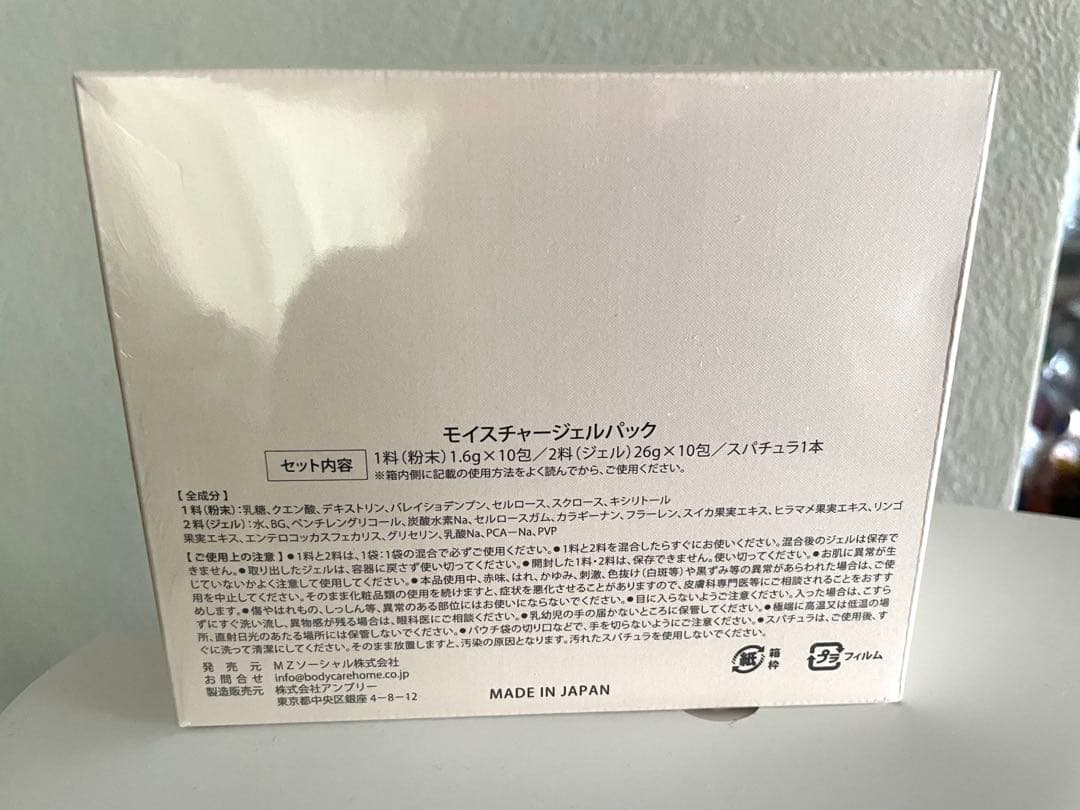 モイスチャージェルパック
セット内容
1料(粉末)1.6g×10包/2料(ジェル)26g×10包/スパチュラ1本
※箱内側に記載の使用方法をよく読んでから、ご使用ください。
【全成分】
1料(粉末):乳糖、クエン酸、デキストリン、バレイショデンプン、セルロース、スクロース、キシリトール
2料(ジェル):水、BG、ペンチレングリコール、炭酸水素Na、セルロースガム、カラギーナン、フラーレン、スイカ果実エキス、ヒラマメ果実エキス、リンゴ
果実エキス、エンテロコッカスフェカリス、グリセリン、乳酸Na、PCA-Na、PVP
【ご使用上の注意】●1料と2料は、1袋:1袋の混合で必ずご使用ください。●1料と2料を混合したらすぐにお使いください。混合後のジェルは保存で
きません。●取り出したジェルは、容器に戻さず使い切ってください。●開封した1料・2料は、保存できません。使い切ってください。●お肌に異常が生
じていないかよく注意して使用してください。●本品使用中、赤味、はれ、かゆみ、刺激、色抜け(白斑等)や黒ずみ等の異常があらわれた場合は、ご使
用を中止してください。そのまま化粧品類の使用を続けますと、症状を悪化させることがありますので、皮膚科専門医等にご相談されることをおすす
めします。●傷やはれもの、しっしん等、異常のある部位にはお使いにならないでください。●目に入らないようご注意ください。入った場合は、こすら
ずにすぐ洗い流し、異物感が残る場合は、眼科医にご相談ください。●乳幼児の手の届かないところに保管してください。●極端に高温又は低温の場
所、直射日光のあたる場所には保管しないでください。●パウチ袋の切り口などで、手を切らないようにご注意ください。●スパチュラは、ご使用後、す
ぐに洗って清潔にしてください。そのまま放置しますと、汚染の原因となります。汚れたスパチュラを使用しないでください。
発売元 MZソーシャル株式会社
お問合せ info@bodycarehome.co.jp
製造販売元 株式会社アンブリー
東京都中央区銀座4-8-12
MADE IN JAPAN
紙 箱 枠
プラ フィルム